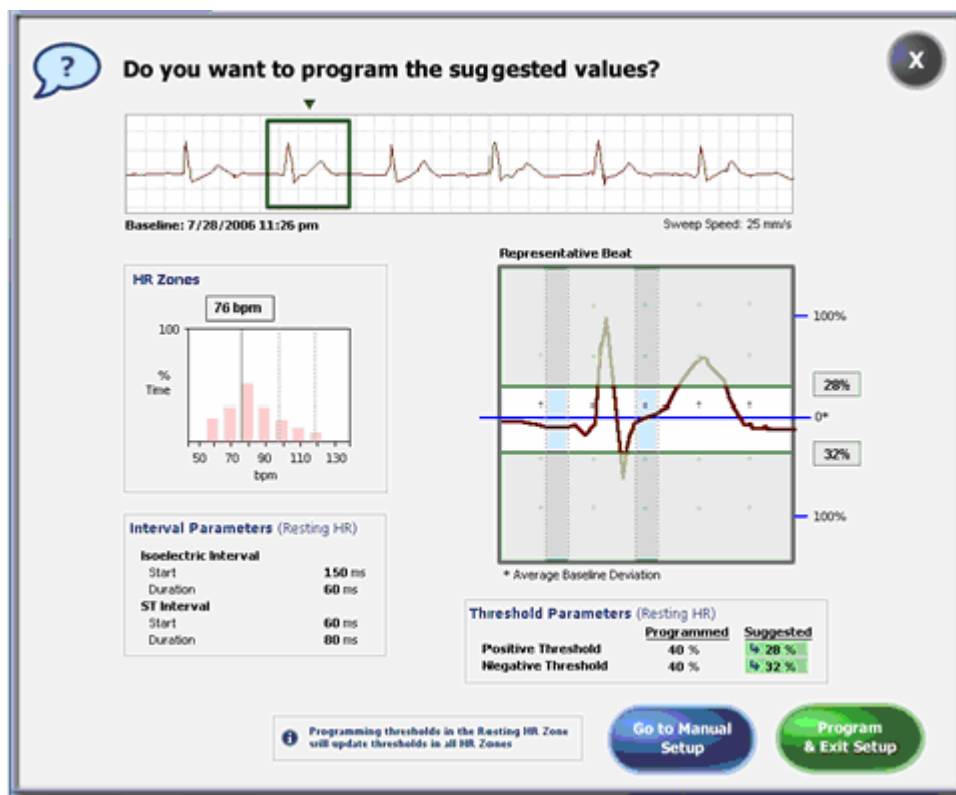 ?
Do you want to program the suggested values?
X
Baseline: 7/28/2006 11:26 pm
Sweep Speed: 25 mm/s
HR Zones
76 bpm
100
%
Time
50 70 90 110 130
bpm
Representative Beat
100%
28%
0*
32%
100%
* Average Baseline Deviation
Interval Parameters (Resting HR)
Isoelectric Interval
Start 150 ms
Duration 60 ms
ST Interval
Start 60 ms
Duration 80 ms
Threshold Parameters (Resting HR)
Programmed Suggested
Positive Threshold 40 % 28 %
Negative Threshold 40 % 32 %
Programming thresholds in the Resting HR Zone
will update thresholds in all HR Zones
Go to Manual
Setup
Program
& Exit Setup